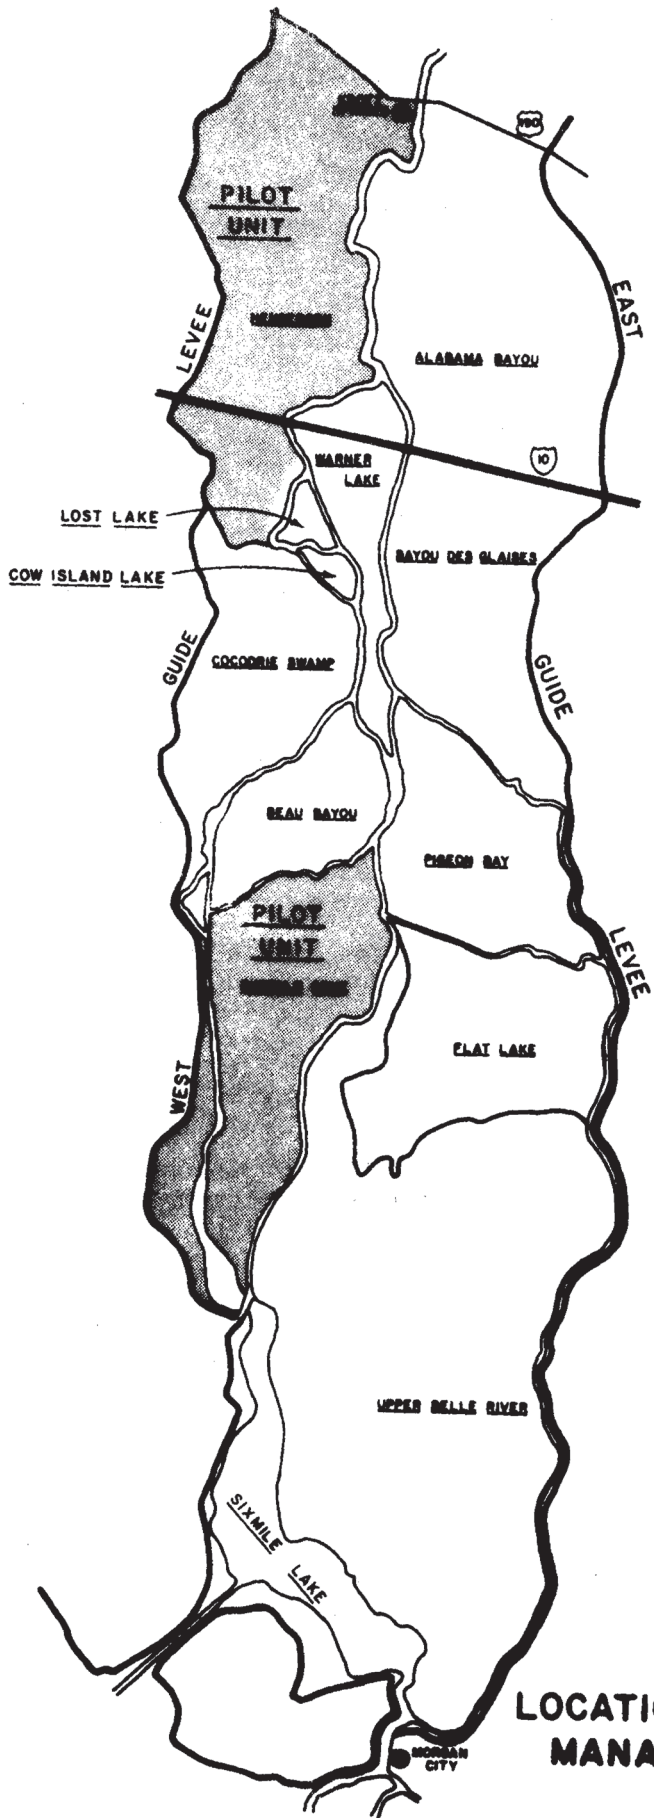 190
PILOT
UNIT
HENDERSON
LEVEE
EAST
ALABAMA BAYOU
10
WARNER
LAKE
LOST LAKE
BAYOU DES GLAISES
COW ISLAND LAKE
COCODRIE SWAMP
GUIDE
GUIDE
BEAU BAYOU
PIGEON BAY
PILOT
UNIT
LEVEE
FLAT LAKE
WEST
UPPER BELLE RIVER
SIXMILE
LAKE
MORGAN
CITY